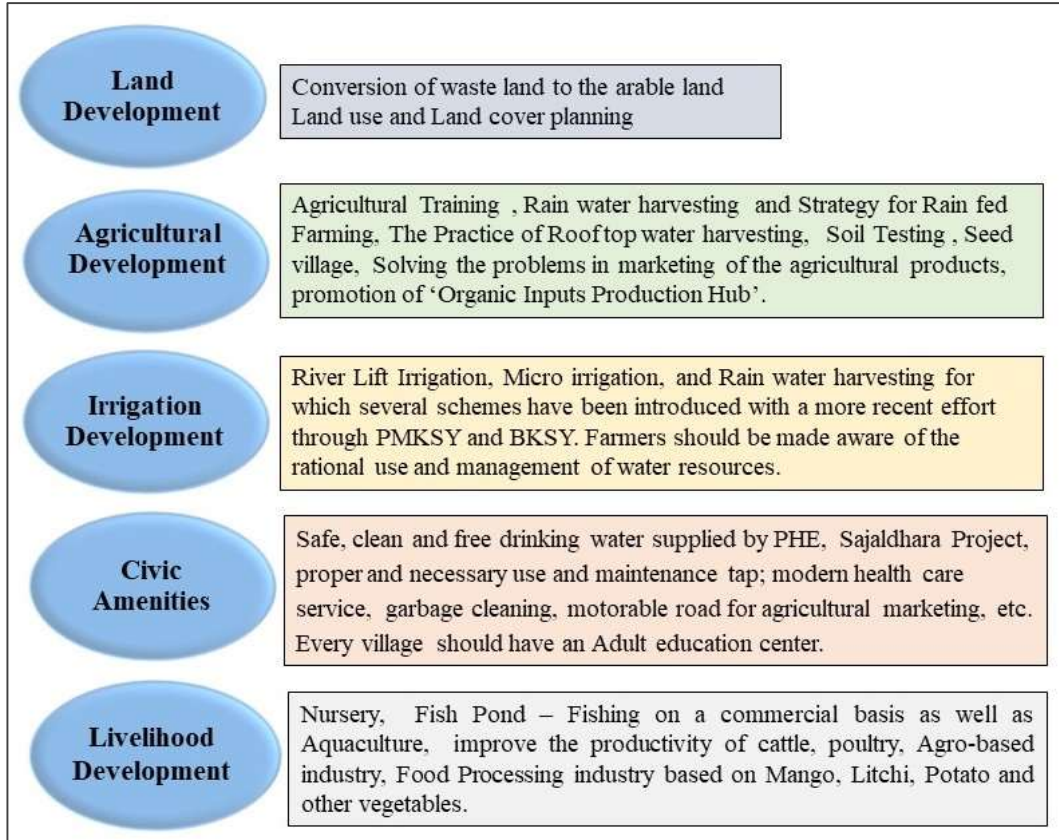 Land
Development
Conversion of waste land to the arable land
Land use and Land cover planning
Agricultural
Development
Agricultural Training , Rain water harvesting and Strategy for Rain fed
Farming, The Practice of Rooftop water harvesting, Soil Testing , Seed
village, Solving the problems in marketing of the agricultural products,
promotion of ‘Organic Inputs Production Hub’.
Irrigation
Development
River Lift Irrigation, Micro irrigation, and Rain water harvesting for
which several schemes have been introduced with a more recent effort
through PMKSY and BKSY. Farmers should be made aware of the
rational use and management of water resources.
Civic
Amenities
Safe, clean and free drinking water supplied by PHE, Sajaldhara Project,
proper and necessary use and maintenance tap; modern health care
service, garbage cleaning, motorable road for agricultural marketing, etc.
Every village should have an Adult education center.
Livelihood
Development
Nursery, Fish Pond – Fishing on a commercial basis as well as
Aquaculture, improve the productivity of cattle, poultry, Agro-based
industry, Food Processing industry based on Mango, Litchi, Potato and
other vegetables.